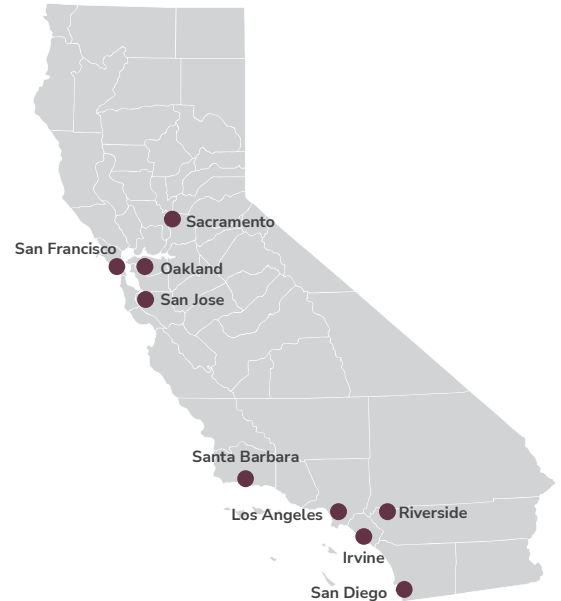 Sacramento
San Francisco
Oakland
San Jose
Santa Barbara
Los Angeles
Riverside
Irvine
San Diego